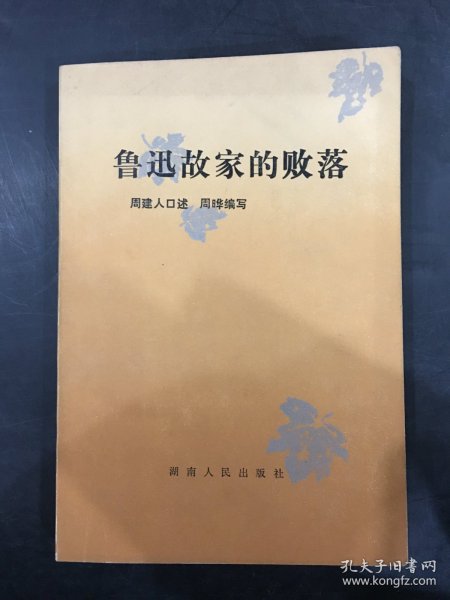 鲁迅故家的败落
周建人口述 周晔编写
湖南人民出版社
孔夫子旧书网
www.kongfz.com